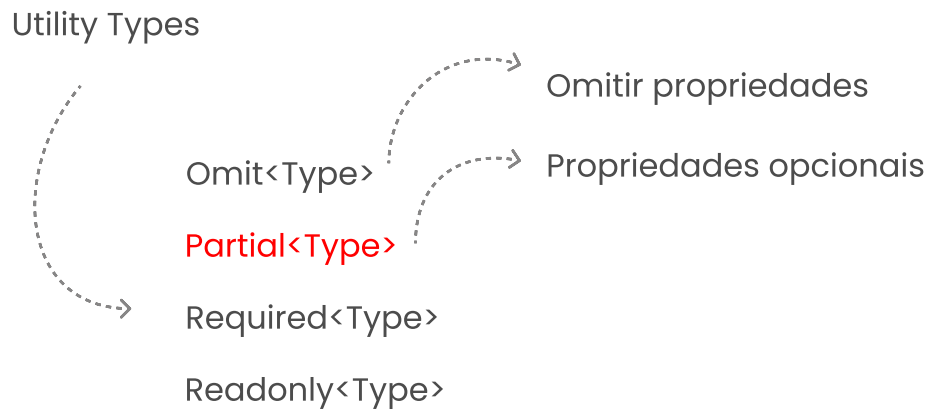 Utility Types
Omitir propriedades
Propriedades opcionais
Omit<Type>
Partial<Type>
Required<Type>
Readonly<Type>